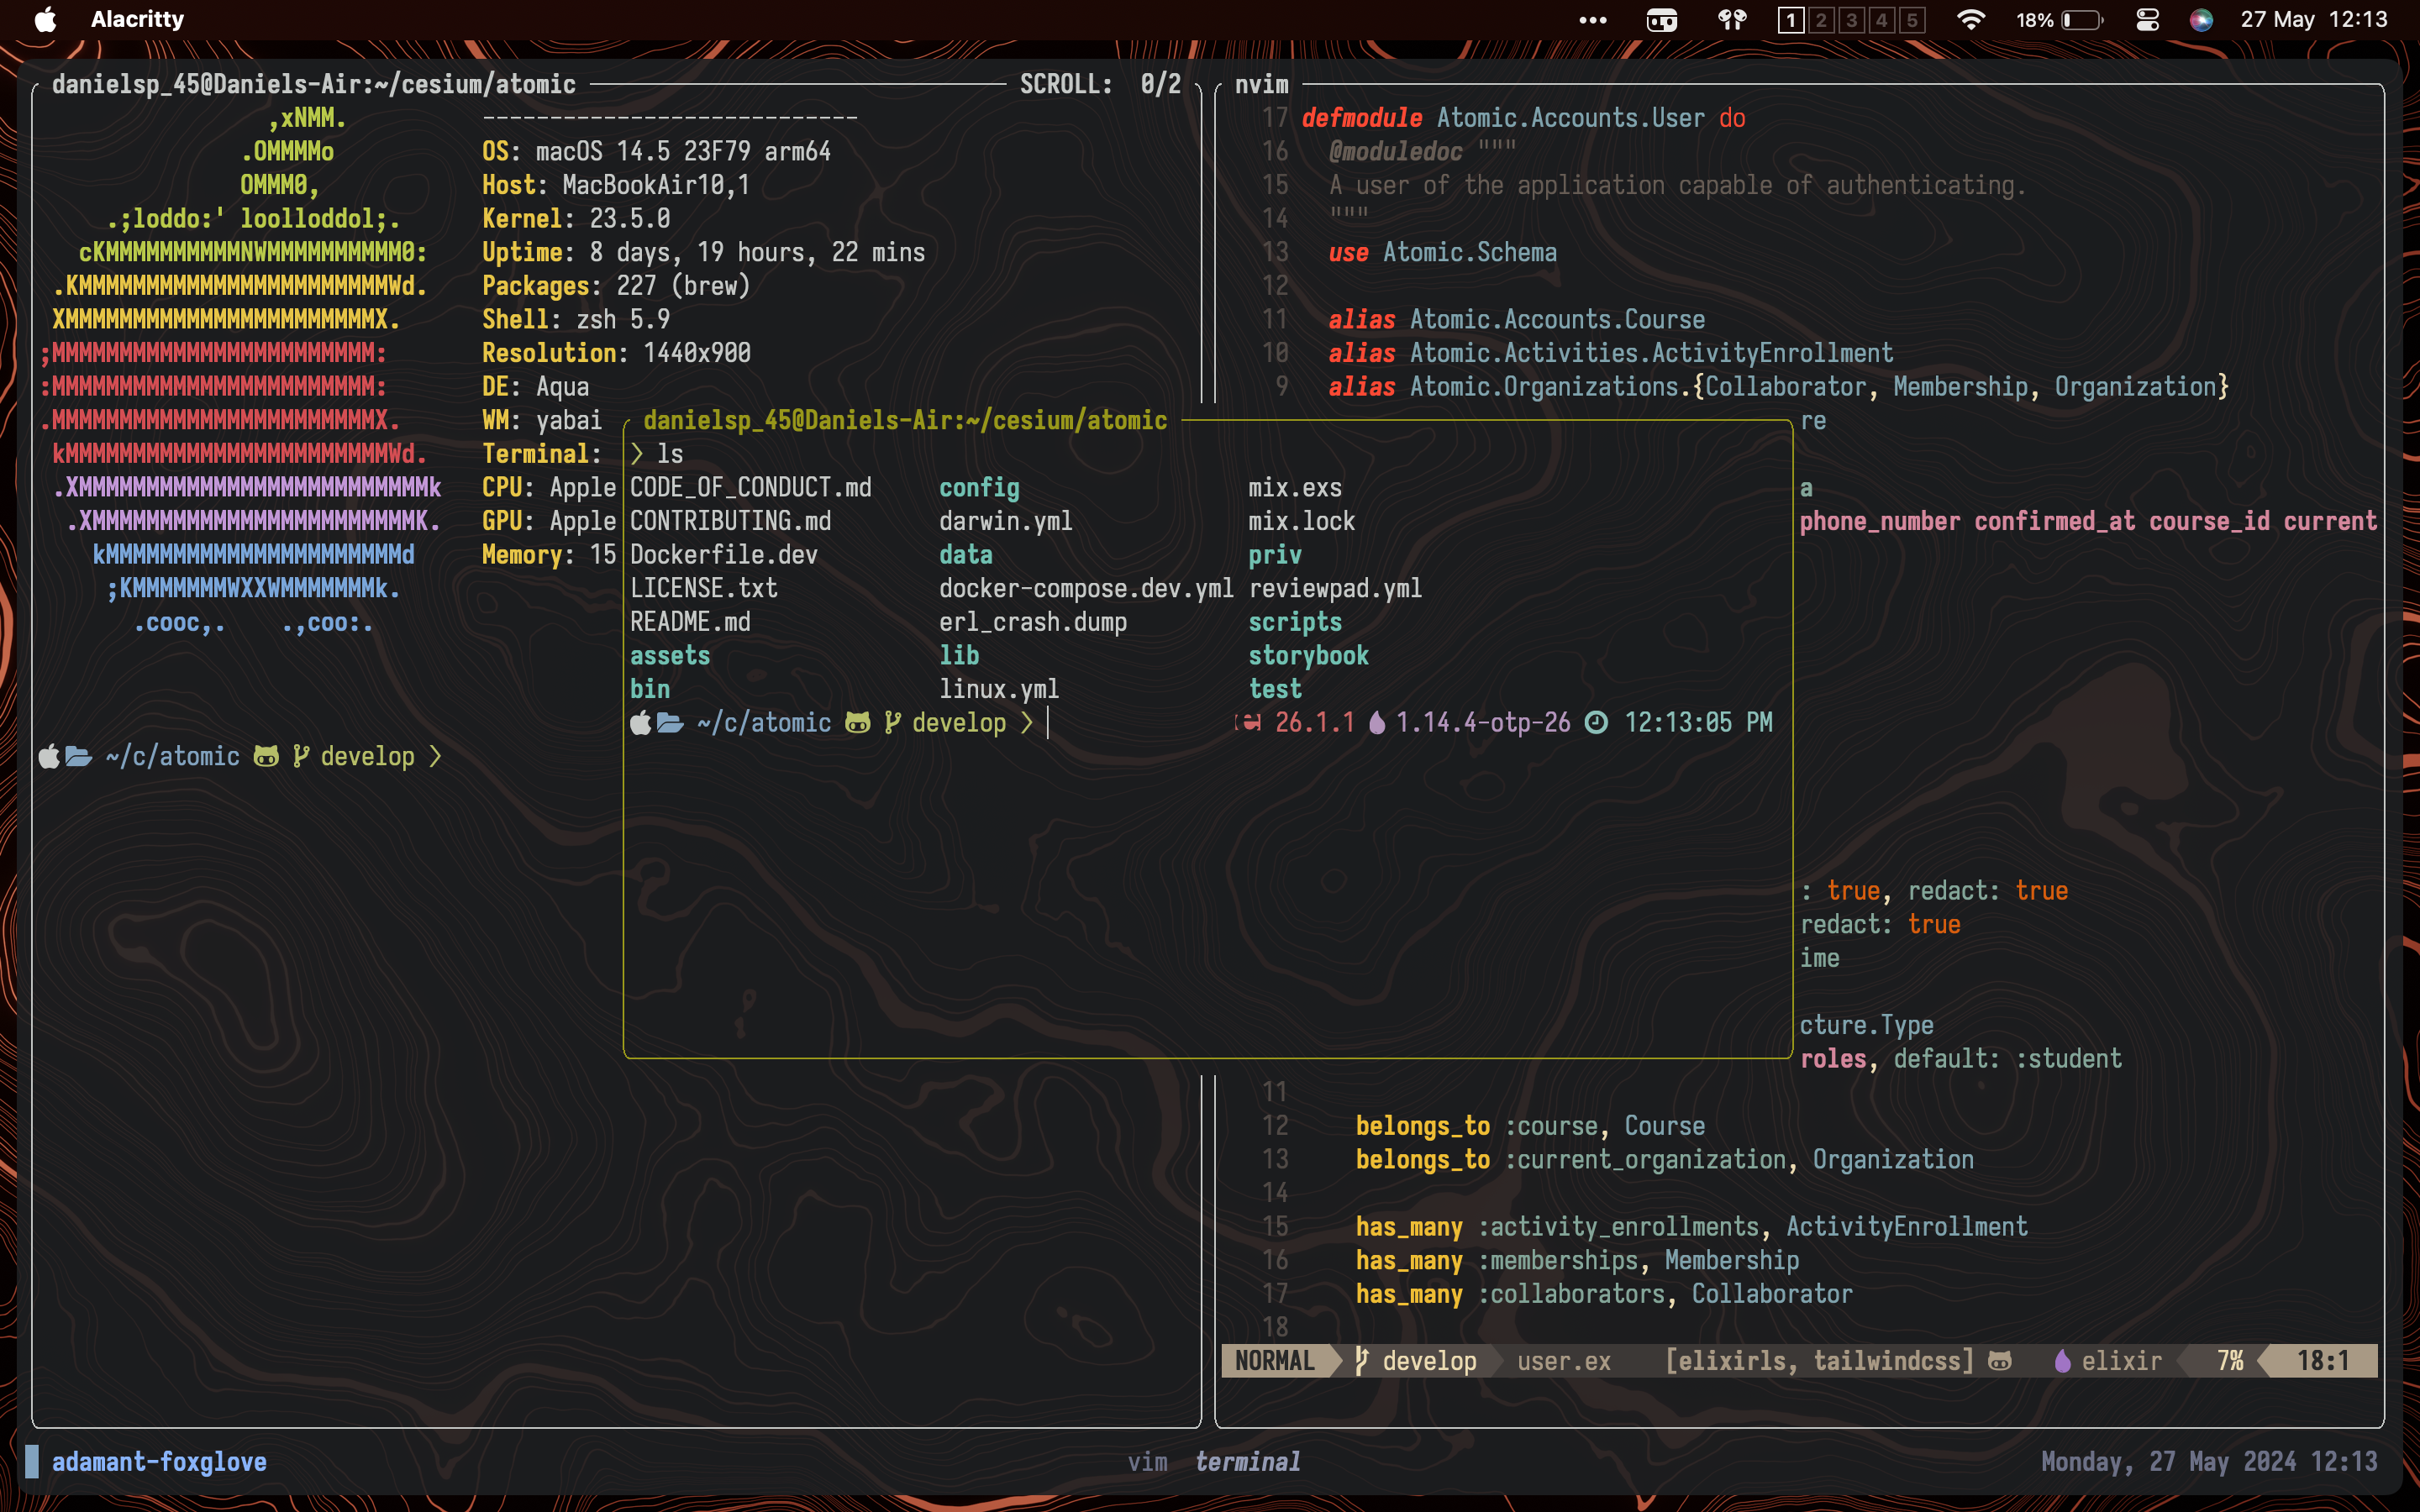 Alacritty
1 2 3 4 5
18%
27 May 12:13
danielsp_45@Daniels-Air:~/cesium/atomic
SCROLL: 0/2
,xNMM.
.OMMMMo
OMMM0,
.;loddo:' loolloddol;.
cKMMMMMMMMMMNWMMMMMMMMMM0:
.KMMMMMMMMMMMMMMMMMMMMMMMWd.
XMMMMMMMMMMMMMMMMMMMMMMMX.
;MMMMMMMMMMMMMMMMMMMMMMMM:
:MMMMMMMMMMMMMMMMMMMMMMMM:
.MMMMMMMMMMMMMMMMMMMMMMMMX.
kMMMMMMMMMMMMMMMMMMMMMMMMWd.
.XMMMMMMMMMMMMMMMMMMMMMMMMMMk
.XMMMMMMMMMMMMMMMMMMMMMMMMK.
kMMMMMMMMMMMMMMMMMMMMMMd
;KMMMMMMMWXXWMMMMMMMk.
.cooc,.    .,coo:.
----------------------------
OS: macOS 14.5 23F79 arm64
Host: MacBookAir10,1
Kernel: 23.5.0
Uptime: 8 days, 19 hours, 22 mins
Packages: 227 (brew)
Shell: zsh 5.9
Resolution: 1440x900
DE: Aqua
WM: yabai
Terminal:
CPU: Apple
GPU: Apple
Memory: 15
~/c/atomic develop ❯
danielsp_45@Daniels-Air:~/cesium/atomic
❯ ls
CODE_OF_CONDUCT.md config mix.exs
CONTRIBUTING.md darwin.yml mix.lock
Dockerfile.dev data priv
LICENSE.txt docker-compose.dev.yml reviewpad.yml
README.md erl_crash.dump scripts
assets lib storybook
bin linux.yml test
~/c/atomic develop ❯ 26.1.1 1.14.4-otp-26 12:13:05 PM
nvim
17 defmodule Atomic.Accounts.User do
16 @moduledoc """
15 A user of the application capable of authenticating.
14 """
13 use Atomic.Schema
12
11 alias Atomic.Accounts.Course
10 alias Atomic.Activities.ActivityEnrollment
9 alias Atomic.Organizations.{Collaborator, Membership, Organization}
re
a
phone_number confirmed_at course_id current
: true, redact: true
redact: true
ime
cture.Type
roles, default: :student
11
12 belongs_to :course, Course
13 belongs_to :current_organization, Organization
14
15 has_many :activity_enrollments, ActivityEnrollment
16 has_many :memberships, Membership
17 has_many :collaborators, Collaborator
18
NORMAL develop user.ex [elixirls, tailwindcss] elixir 7% 18:1
adamant-foxglove
vim terminal
Monday, 27 May 2024 12:13